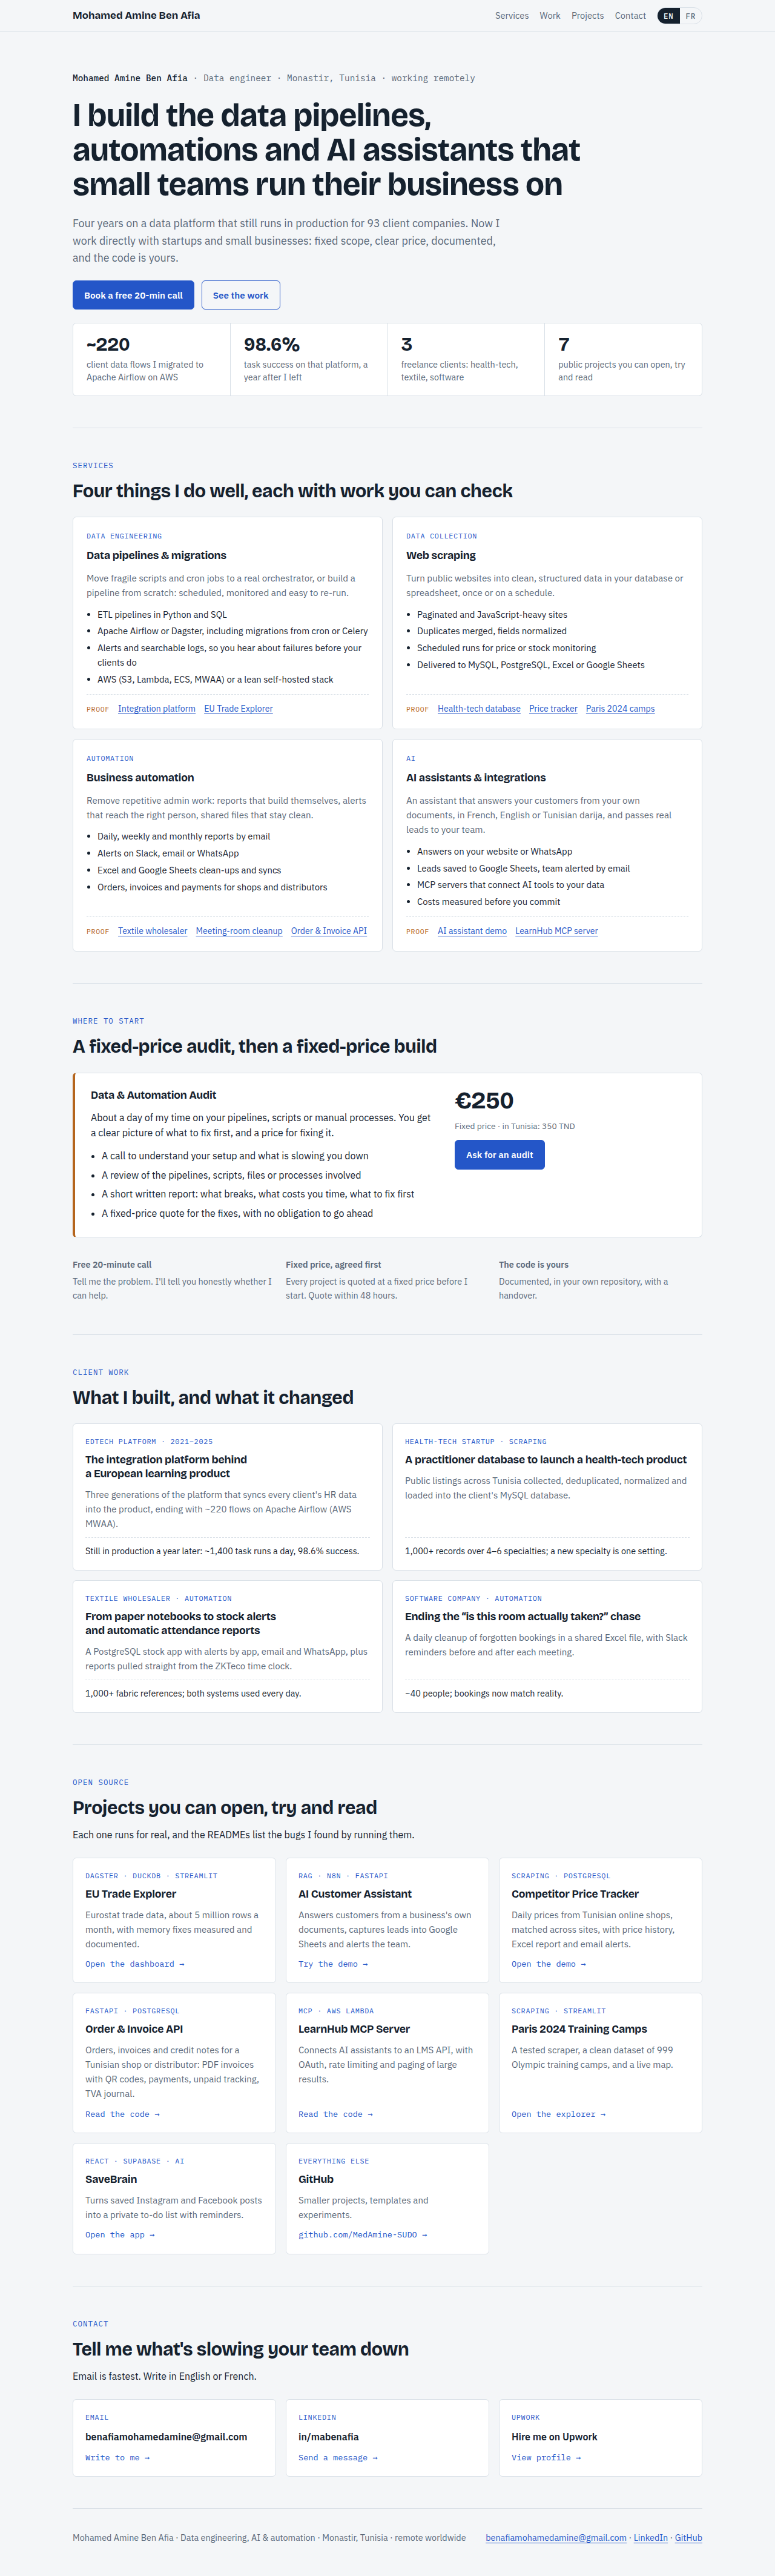 Mohamed Amine Ben Afia
Services Work Projects Contact EN FR
Mohamed Amine Ben Afia · Data engineer · Monastir, Tunisia · working remotely
I build the data pipelines,
automations and AI assistants that
small teams run their business on
Four years on a data platform that still runs in production for 93 client companies. Now I
work directly with startups and small businesses: fixed scope, clear price, documented,
and the code is yours.
Book a free 20-min call See the work
~220
client data flows I migrated to
Apache Airflow on AWS
98.6%
task success on that platform, a
year after I left
3
freelance clients: health-tech,
textile, software
7
public projects you can open, try
and read
SERVICES
Four things I do well, each with work you can check
DATA ENGINEERING
Data pipelines & migrations
Move fragile scripts and cron jobs to a real orchestrator, or build a
pipeline from scratch: scheduled, monitored and easy to re-run.
• ETL pipelines in Python and SQL
• Apache Airflow or Dagster, including migrations from cron or Celery
• Alerts and searchable logs, so you hear about failures before your
clients do
• AWS (S3, Lambda, ECS, MWAA) or a lean self-hosted stack
PROOF Integration platform EU Trade Explorer
DATA COLLECTION
Web scraping
Turn public websites into clean, structured data in your database or
spreadsheet, once or on a schedule.
• Paginated and JavaScript-heavy sites
• Duplicates merged, fields normalized
• Scheduled runs for price or stock monitoring
• Delivered to MySQL, PostgreSQL, Excel or Google Sheets
PROOF Health-tech database Price tracker Paris 2024 camps
AUTOMATION
Business automation
Remove repetitive admin work: reports that build themselves, alerts
that reach the right person, shared files that stay clean.
• Daily, weekly and monthly reports by email
• Alerts on Slack, email or WhatsApp
• Excel and Google Sheets clean-ups and syncs
• Orders, invoices and payments for shops and distributors
PROOF Textile wholesaler Meeting-room cleanup Order & Invoice API
AI
AI assistants & integrations
An assistant that answers your customers from your own
documents, in French, English or Tunisian darija, and passes real
leads to your team.
• Answers on your website or WhatsApp
• Leads saved to Google Sheets, team alerted by email
• MCP servers that connect AI tools to your data
• Costs measured before you commit
PROOF AI assistant demo LearnHub MCP server
WHERE TO START
A fixed-price audit, then a fixed-price build
Data & Automation Audit
About a day of my time on your pipelines, scripts or manual processes. You get
a clear picture of what to fix first, and a price for fixing it.
• A call to understand your setup and what is slowing you down
• A review of the pipelines, scripts, files or processes involved
• A short written report: what breaks, what costs you time, what to fix first
• A fixed-price quote for the fixes, with no obligation to go ahead
€250
Fixed price · in Tunisia: 350 TND
Ask for an audit
Free 20-minute call
Tell me the problem. I'll tell you honestly whether I
can help.
Fixed price, agreed first
Every project is quoted at a fixed price before I
start. Quote within 48 hours.
The code is yours
Documented, in your own repository, with a
handover.
CLIENT WORK
What I built, and what it changed
EDTECH PLATFORM · 2021–2025
The integration platform behind
a European learning product
Three generations of the platform that syncs every client's HR data
into the product, ending with ~220 flows on Apache Airflow (AWS
MWAA).
Still in production a year later: ~1,400 task runs a day, 98.6% success.
HEALTH-TECH STARTUP · SCRAPING
A practitioner database to launch a health-tech product
Public listings across Tunisia collected, deduplicated, normalized and
loaded into the client's MySQL database.
1,000+ records over 4–6 specialties; a new specialty is one setting.
TEXTILE WHOLESALER · AUTOMATION
From paper notebooks to stock alerts
and automatic attendance reports
A PostgreSQL stock app with alerts by app, email and WhatsApp, plus
reports pulled straight from the ZKTeco time clock.
1,000+ fabric references; both systems used every day.
SOFTWARE COMPANY · AUTOMATION
Ending the “is this room actually taken?” chase
A daily cleanup of forgotten bookings in a shared Excel file, with Slack
reminders before and after each meeting.
~40 people; bookings now match reality.
OPEN SOURCE
Projects you can open, try and read
Each one runs for real, and the READMEs list the bugs I found by running them.
DAGSTER · DUCKDB · STREAMLIT
EU Trade Explorer
Eurostat trade data, about 5 million rows a
month, with memory fixes measured and
documented.
Open the dashboard →
RAG · N8N · FASTAPI
AI Customer Assistant
Answers customers from a business's own
documents, captures leads into Google
Sheets and alerts the team.
Try the demo →
SCRAPING · POSTGRESQL
Competitor Price Tracker
Daily prices from Tunisian online shops,
matched across sites, with price history,
Excel report and email alerts.
Open the demo →
FASTAPI · POSTGRESQL
Order & Invoice API
Orders, invoices and credit notes for a
Tunisian shop or distributor: PDF invoices
with QR codes, payments, unpaid tracking,
TVA journal.
Read the code →
MCP · AWS LAMBDA
LearnHub MCP Server
Connects AI assistants to an LMS API, with
OAuth, rate limiting and paging of large
results.
Read the code →
SCRAPING · STREAMLIT
Paris 2024 Training Camps
A tested scraper, a clean dataset of 999
Olympic training camps, and a live map.
Open the explorer →
REACT · SUPABASE · AI
SaveBrain
Turns saved Instagram and Facebook posts
into a private to-do list with reminders.
Open the app →
EVERYTHING ELSE
GitHub
Smaller projects, templates and
experiments.
github.com/MedAmine-SUDO →
CONTACT
Tell me what's slowing your team down
Email is fastest. Write in English or French.
EMAIL
benafiamohamedamine@gmail.com
Write to me →
LINKEDIN
in/mabenafia
Send a message →
UPWORK
Hire me on Upwork
View profile →
Mohamed Amine Ben Afia · Data engineering, AI & automation · Monastir, Tunisia · remote worldwide
benafiamohamedamine@gmail.com · LinkedIn · GitHub